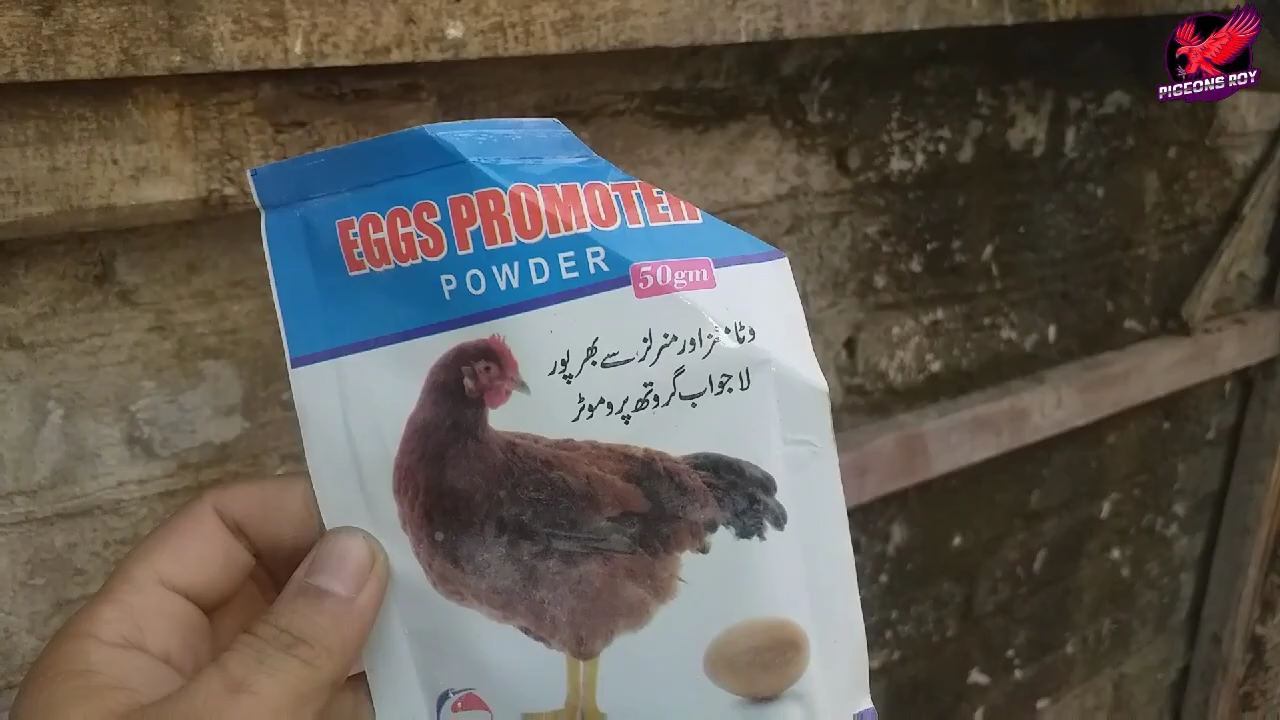 PIGEONS ROY
EGGS PROMOTER
POWDER
50gm
وٹامنز اور منرلز سے بھرپور
لاجواب گروتھ پروموٹر